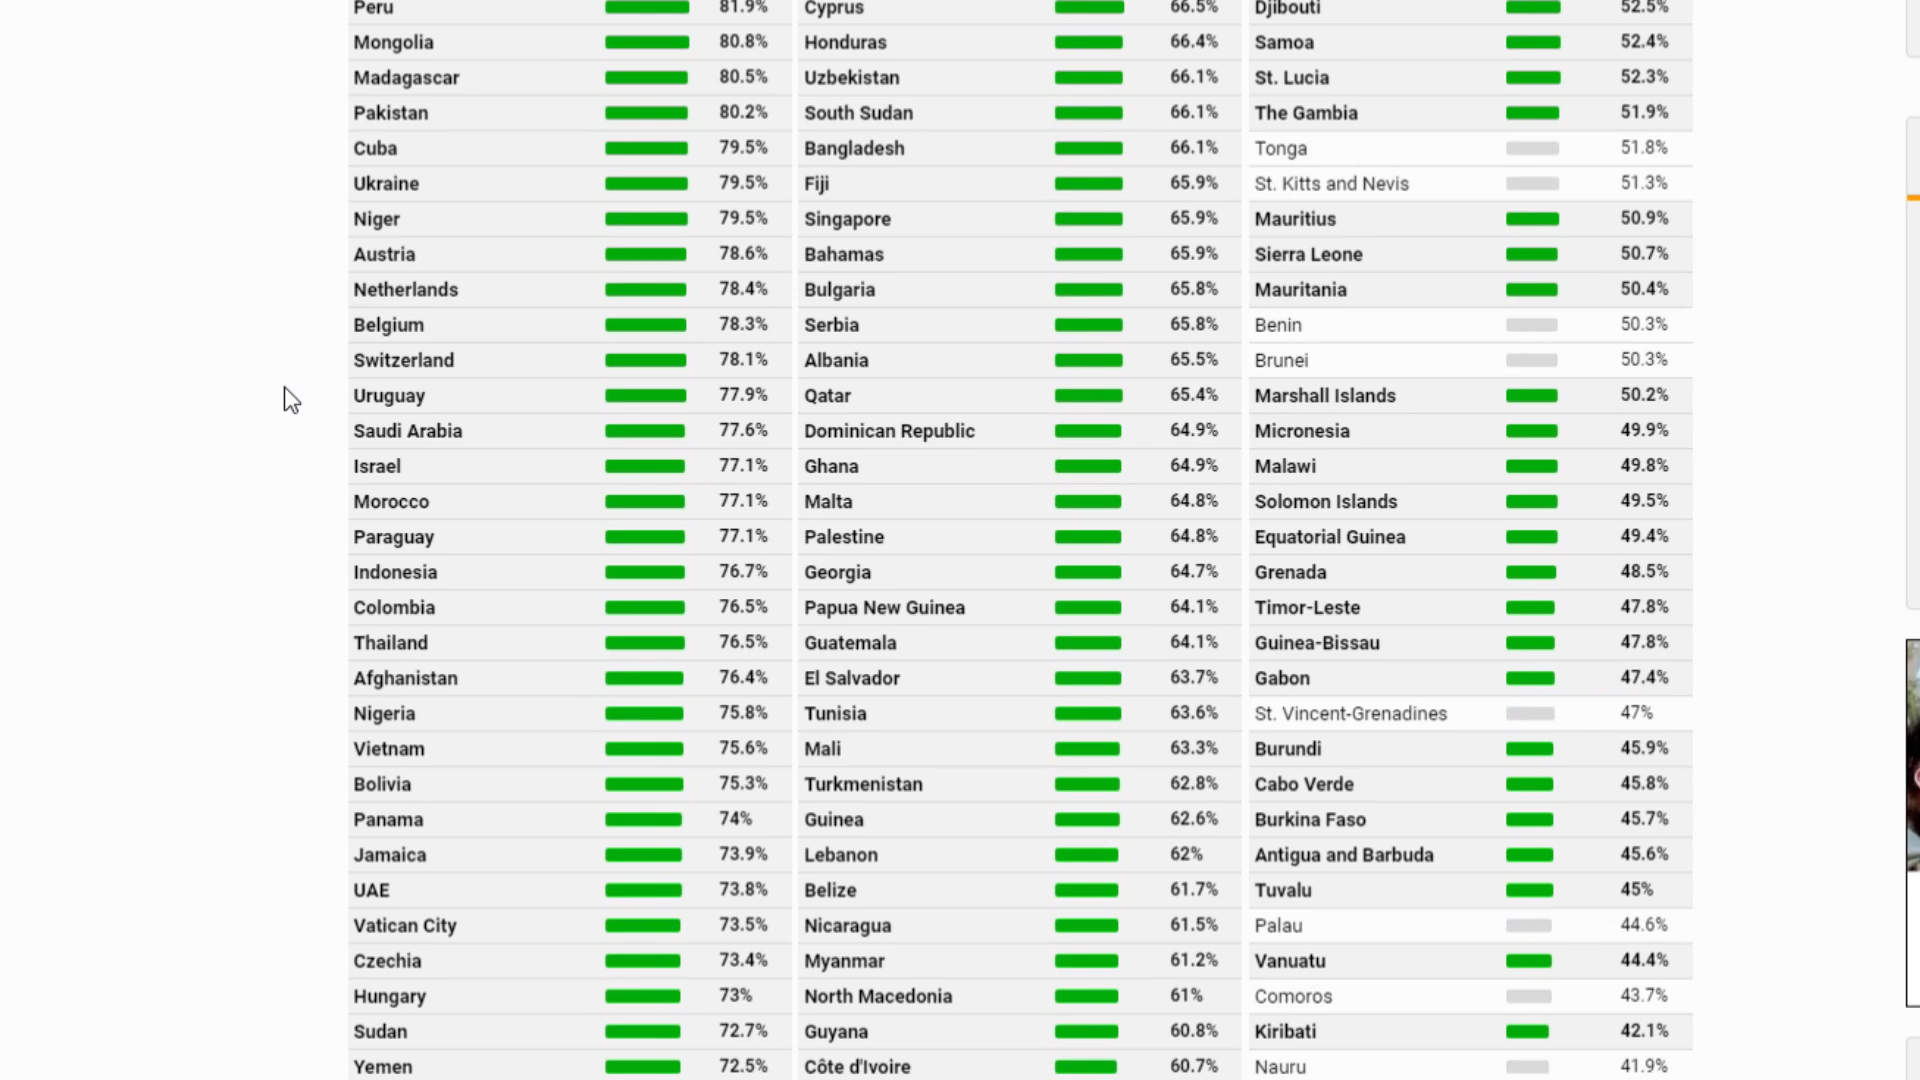 Peru 81.9%
Mongolia 80.8%
Madagascar 80.5%
Pakistan 80.2%
Cuba 79.5%
Ukraine 79.5%
Niger 79.5%
Austria 78.6%
Netherlands 78.4%
Belgium 78.3%
Switzerland 78.1%
Uruguay 77.9%
Saudi Arabia 77.6%
Israel 77.1%
Morocco 77.1%
Paraguay 77.1%
Indonesia 76.7%
Colombia 76.5%
Thailand 76.5%
Afghanistan 76.4%
Nigeria 75.8%
Vietnam 75.6%
Bolivia 75.3%
Panama 74%
Jamaica 73.9%
UAE 73.8%
Vatican City 73.5%
Czechia 73.4%
Hungary 73%
Sudan 72.7%
Yemen 72.5%
Cyprus 66.5%
Honduras 66.4%
Uzbekistan 66.1%
South Sudan 66.1%
Bangladesh 66.1%
Fiji 65.9%
Singapore 65.9%
Bahamas 65.9%
Bulgaria 65.8%
Serbia 65.8%
Albania 65.5%
Qatar 65.4%
Dominican Republic 64.9%
Ghana 64.9%
Malta 64.8%
Palestine 64.8%
Georgia 64.7%
Papua New Guinea 64.1%
Guatemala 64.1%
El Salvador 63.7%
Tunisia 63.6%
Mali 63.3%
Turkmenistan 62.8%
Guinea 62.6%
Lebanon 62%
Belize 61.7%
Nicaragua 61.5%
Myanmar 61.2%
North Macedonia 61%
Guyana 60.8%
Côte d'Ivoire 60.7%
Djibouti 52.5%
Samoa 52.4%
St. Lucia 52.3%
The Gambia 51.9%
Tonga 51.8%
St. Kitts and Nevis 51.3%
Mauritius 50.9%
Sierra Leone 50.7%
Mauritania 50.4%
Benin 50.3%
Brunei 50.3%
Marshall Islands 50.2%
Micronesia 49.9%
Malawi 49.8%
Solomon Islands 49.5%
Equatorial Guinea 49.4%
Grenada 48.5%
Timor-Leste 47.8%
Guinea-Bissau 47.8%
Gabon 47.4%
St. Vincent-Grenadines 47%
Burundi 45.9%
Cabo Verde 45.8%
Burkina Faso 45.7%
Antigua and Barbuda 45.6%
Tuvalu 45%
Palau 44.6%
Vanuatu 44.4%
Comoros 43.7%
Kiribati 42.1%
Nauru 41.9%